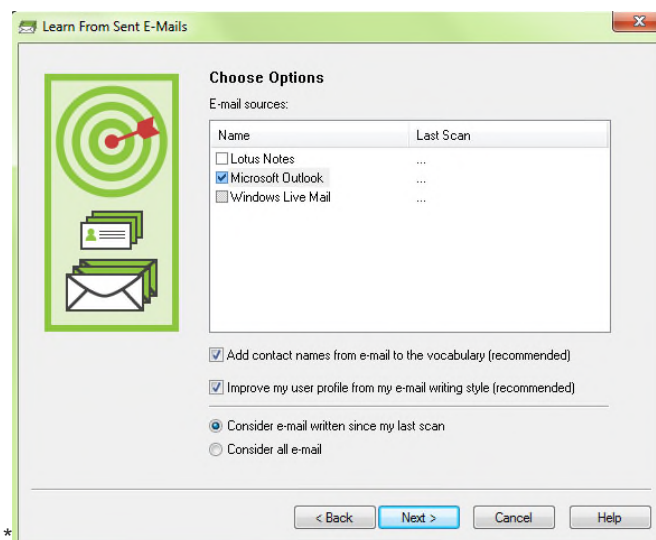 Learn From Sent E-Mails
Choose Options
E-mail sources:
Name Last Scan
Lotus Notes ...
Microsoft Outlook ...
Windows Live Mail ...
Add contact names from e-mail to the vocabulary (recommended)
Improve my user profile from my e-mail writing style (recommended)
Consider e-mail written since my last scan
Consider all e-mail
< Back Next > Cancel Help
*